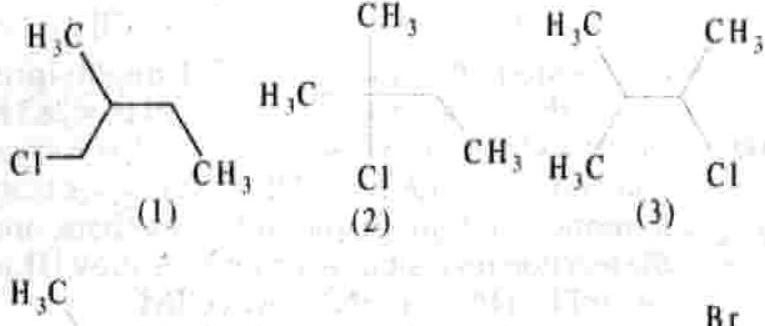 H₃C CH₃ H₃C CH₃
H₃C
Cl CH₃ Cl CH₃ H₃C Cl
(1) (2) (3)
H₃C Br